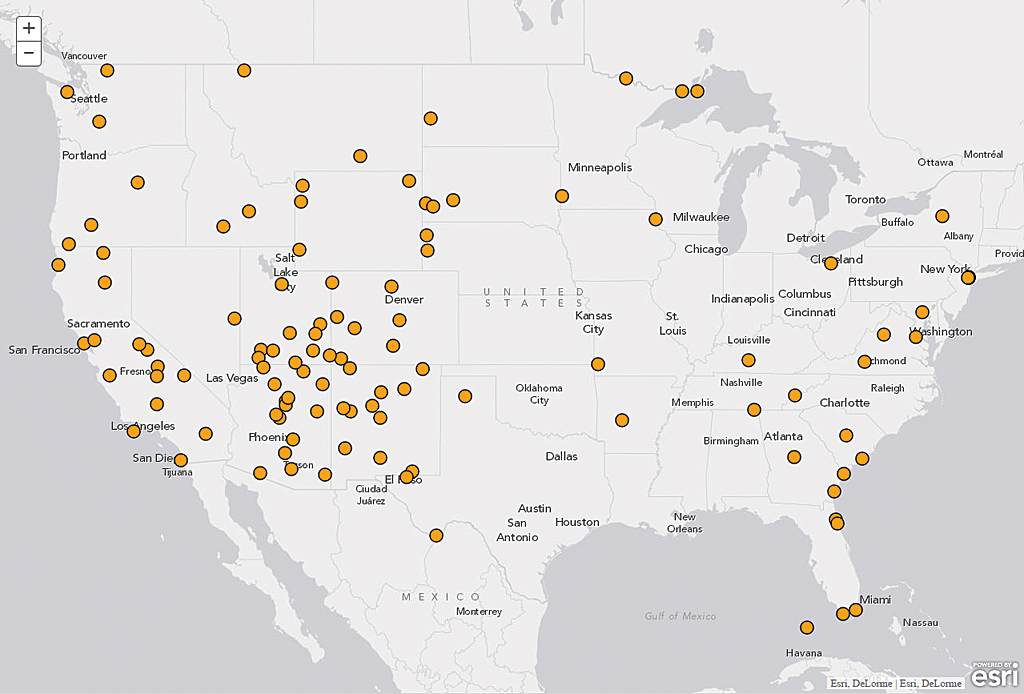 +
−
Vancouver
Seattle
Portland
Minneapolis
Ottawa
Montréal
Toronto
Milwaukee
Buffalo
Albany
Detroit
Chicago
Provid
Salt
Lake
Cleveland
New York
Denver
UNITED
STATES
Pittsburgh
Indianapolis
Columbus
Cincinnati
Sacramento
Kansas
City
St.
Louis
Washington
San Francisco
Louisville
Fresno
chmond
Las Vegas
Nashville
Oklahoma
City
Raleigh
Memphis
Charlotte
Los Angeles
Phoenix
Birmingham
Atlanta
San Die
Tijuana
son
Dallas
El Paso
Ciudad
Juárez
Austin
San
Antonio
Houston
New
Orleans
MEXICO
Monterrey
Gulf of Mexico
Miami
Nassau
Havana
POWERED BY
esri
Esri, DeLorme | Esri, DeLorme